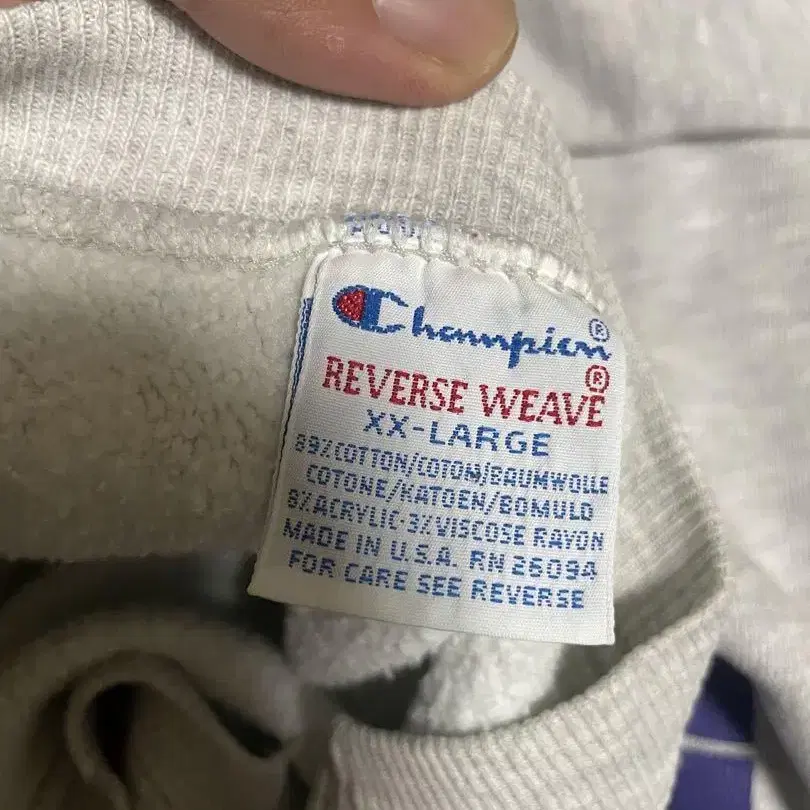 Champion®
REVERSE WEAVE®
XX-LARGE
89% COTTON/COTON/BAUMWOLLE
COTONE/KATOEN/BOMULD
8% ACRYLIC-3% VISCOSE RAYON
MADE IN U.S.A. RN 26094
FOR CARE SEE REVERSE